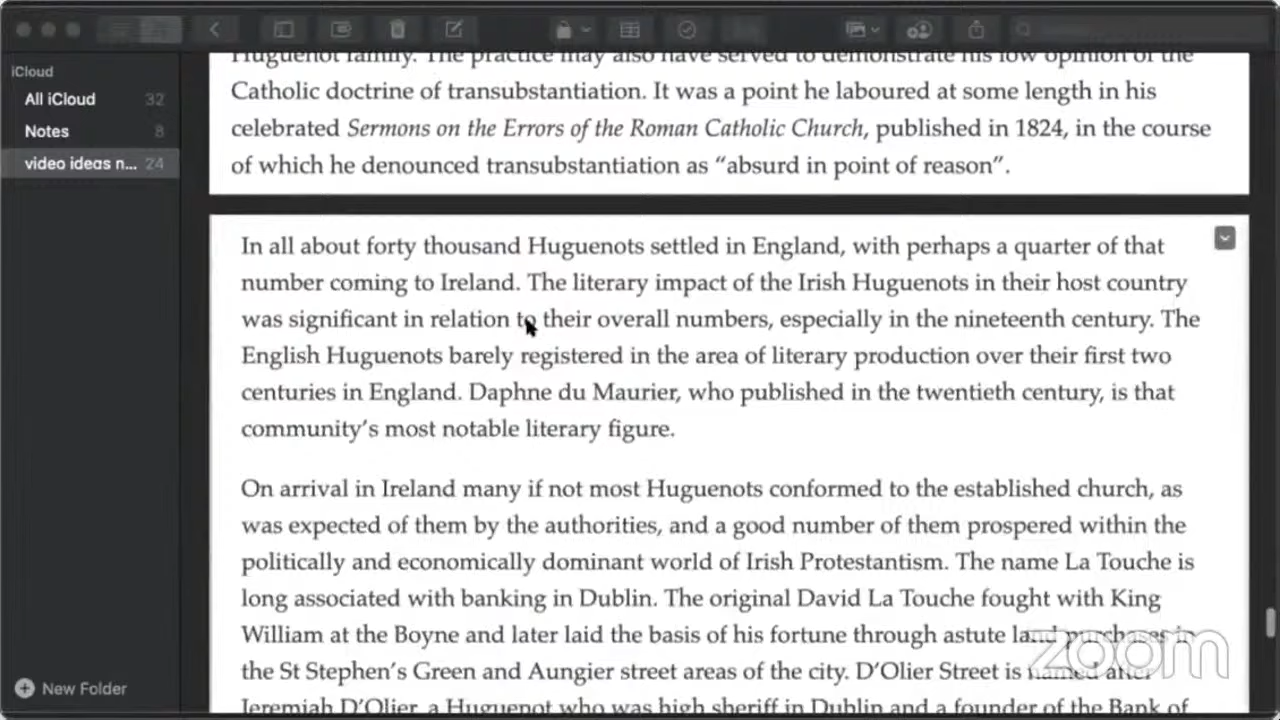 iCloud
All iCloud 32
Notes 8
video ideas n... 24
New Folder
Huguenot family. The practice may also have served to demonstrate his low opinion of the
Catholic doctrine of transubstantiation. It was a point he laboured at some length in his
celebrated Sermons on the Errors of the Roman Catholic Church, published in 1824, in the course
of which he denounced transubstantiation as “absurd in point of reason”.
In all about forty thousand Huguenots settled in England, with perhaps a quarter of that
number coming to Ireland. The literary impact of the Irish Huguenots in their host country
was significant in relation to their overall numbers, especially in the nineteenth century. The
English Huguenots barely registered in the area of literary production over their first two
centuries in England. Daphne du Maurier, who published in the twentieth century, is that
community’s most notable literary figure.
On arrival in Ireland many if not most Huguenots conformed to the established church, as
was expected of them by the authorities, and a good number of them prospered within the
politically and economically dominant world of Irish Protestantism. The name La Touche is
long associated with banking in Dublin. The original David La Touche fought with King
William at the Boyne and later laid the basis of his fortune through astute land purchases in
the St Stephen’s Green and Aungier street areas of the city. D’Olier Street is named after
Jeremiah D’Olier, a Huguenot who was high sheriff in Dublin and a founder of the Bank of
zoom